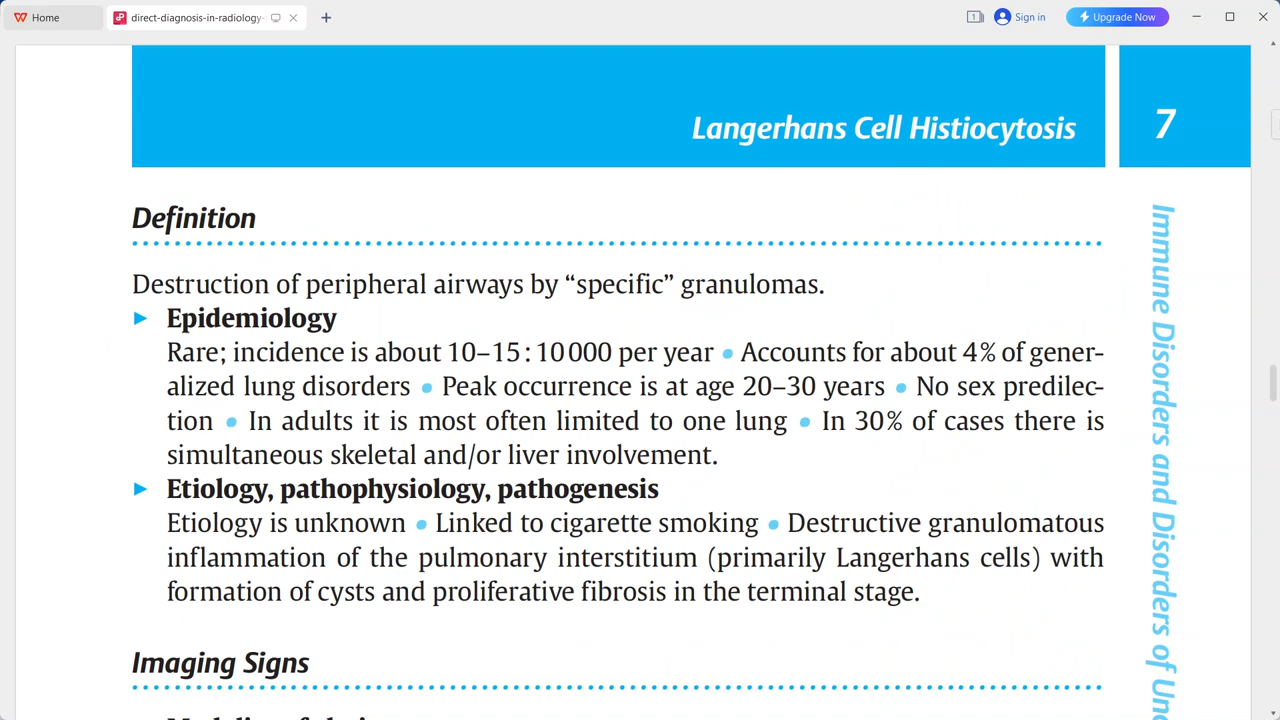 Home
direct-diagnosis-in-radiology-
1
Sign in
Upgrade Now
Langerhans Cell Histiocytosis
7
Definition
Destruction of peripheral airways by “specific” granulomas.
► Epidemiology
Rare; incidence is about 10–15 : 10 000 per year ● Accounts for about 4 % of gener-
alized lung disorders ● Peak occurrence is at age 20–30 years ● No sex predilec-
tion ● In adults it is most often limited to one lung ● In 30 % of cases there is
simultaneous skeletal and/or liver involvement.
► Etiology, pathophysiology, pathogenesis
Etiology is unknown ● Linked to cigarette smoking ● Destructive granulomatous
inflammation of the pulmonary interstitium (primarily Langerhans cells) with
formation of cysts and proliferative fibrosis in the terminal stage.
Imaging Signs
Immune Disorders and Disorders of